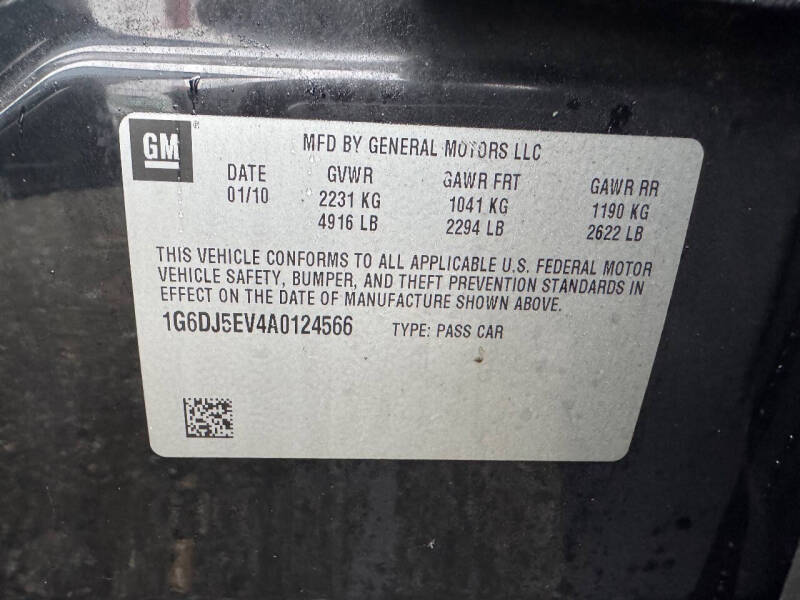 GM ®
MFD BY GENERAL MOTORS LLC
DATE GVWR GAWR FRT GAWR RR
01/10 2231 KG 1041 KG 1190 KG
4916 LB 2294 LB 2622 LB
THIS VEHICLE CONFORMS TO ALL APPLICABLE U.S. FEDERAL MOTOR
VEHICLE SAFETY, BUMPER, AND THEFT PREVENTION STANDARDS IN
EFFECT ON THE DATE OF MANUFACTURE SHOWN ABOVE.
1G6DJ5EV4A0124566 TYPE: PASS CAR